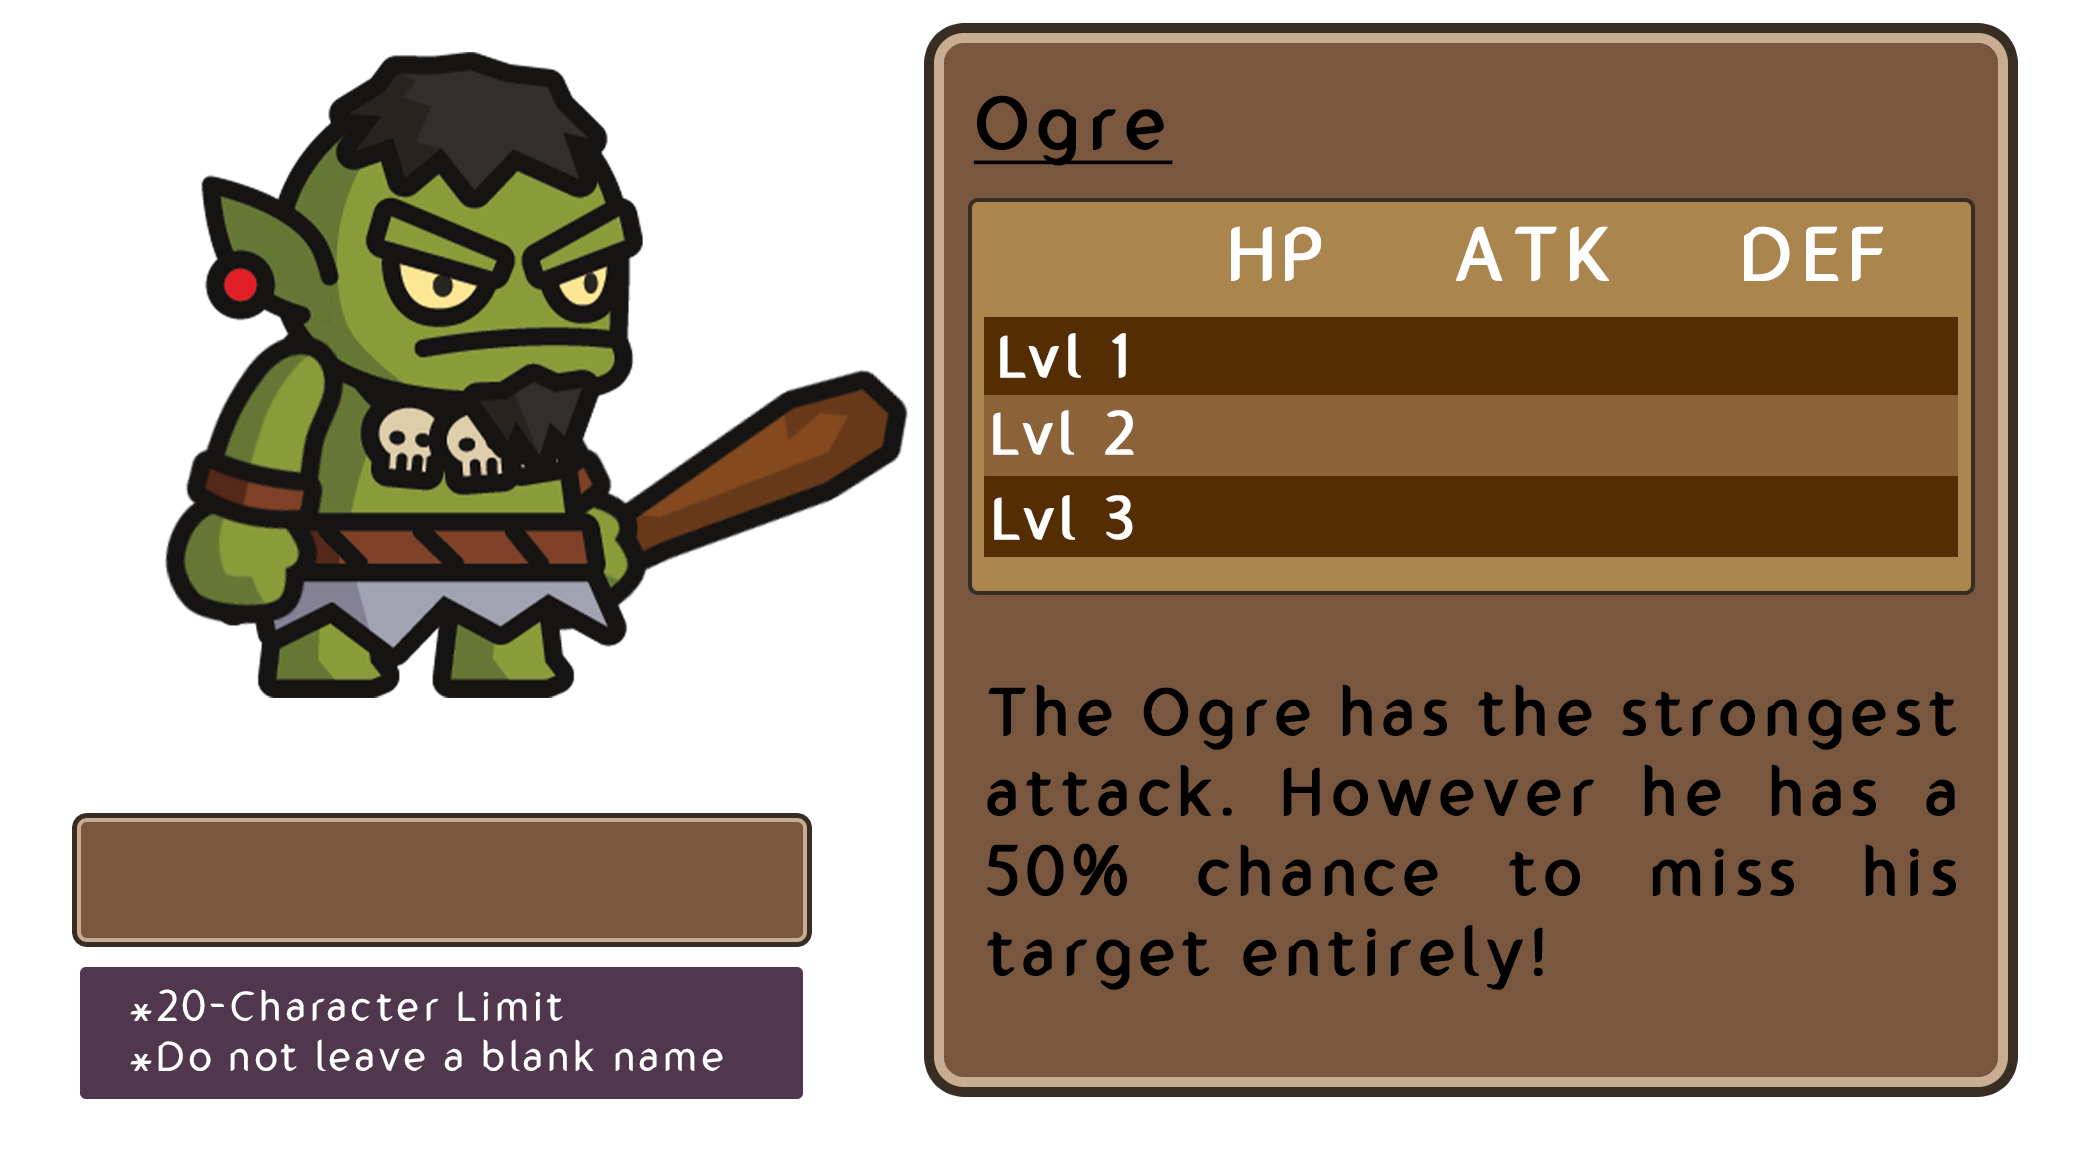 Ogre
HP ATK DEF
Lvl 1
Lvl 2
Lvl 3
The Ogre has the strongest
attack. However he has a
50% chance to miss his
target entirely!
*20-Character Limit
*Do not leave a blank name